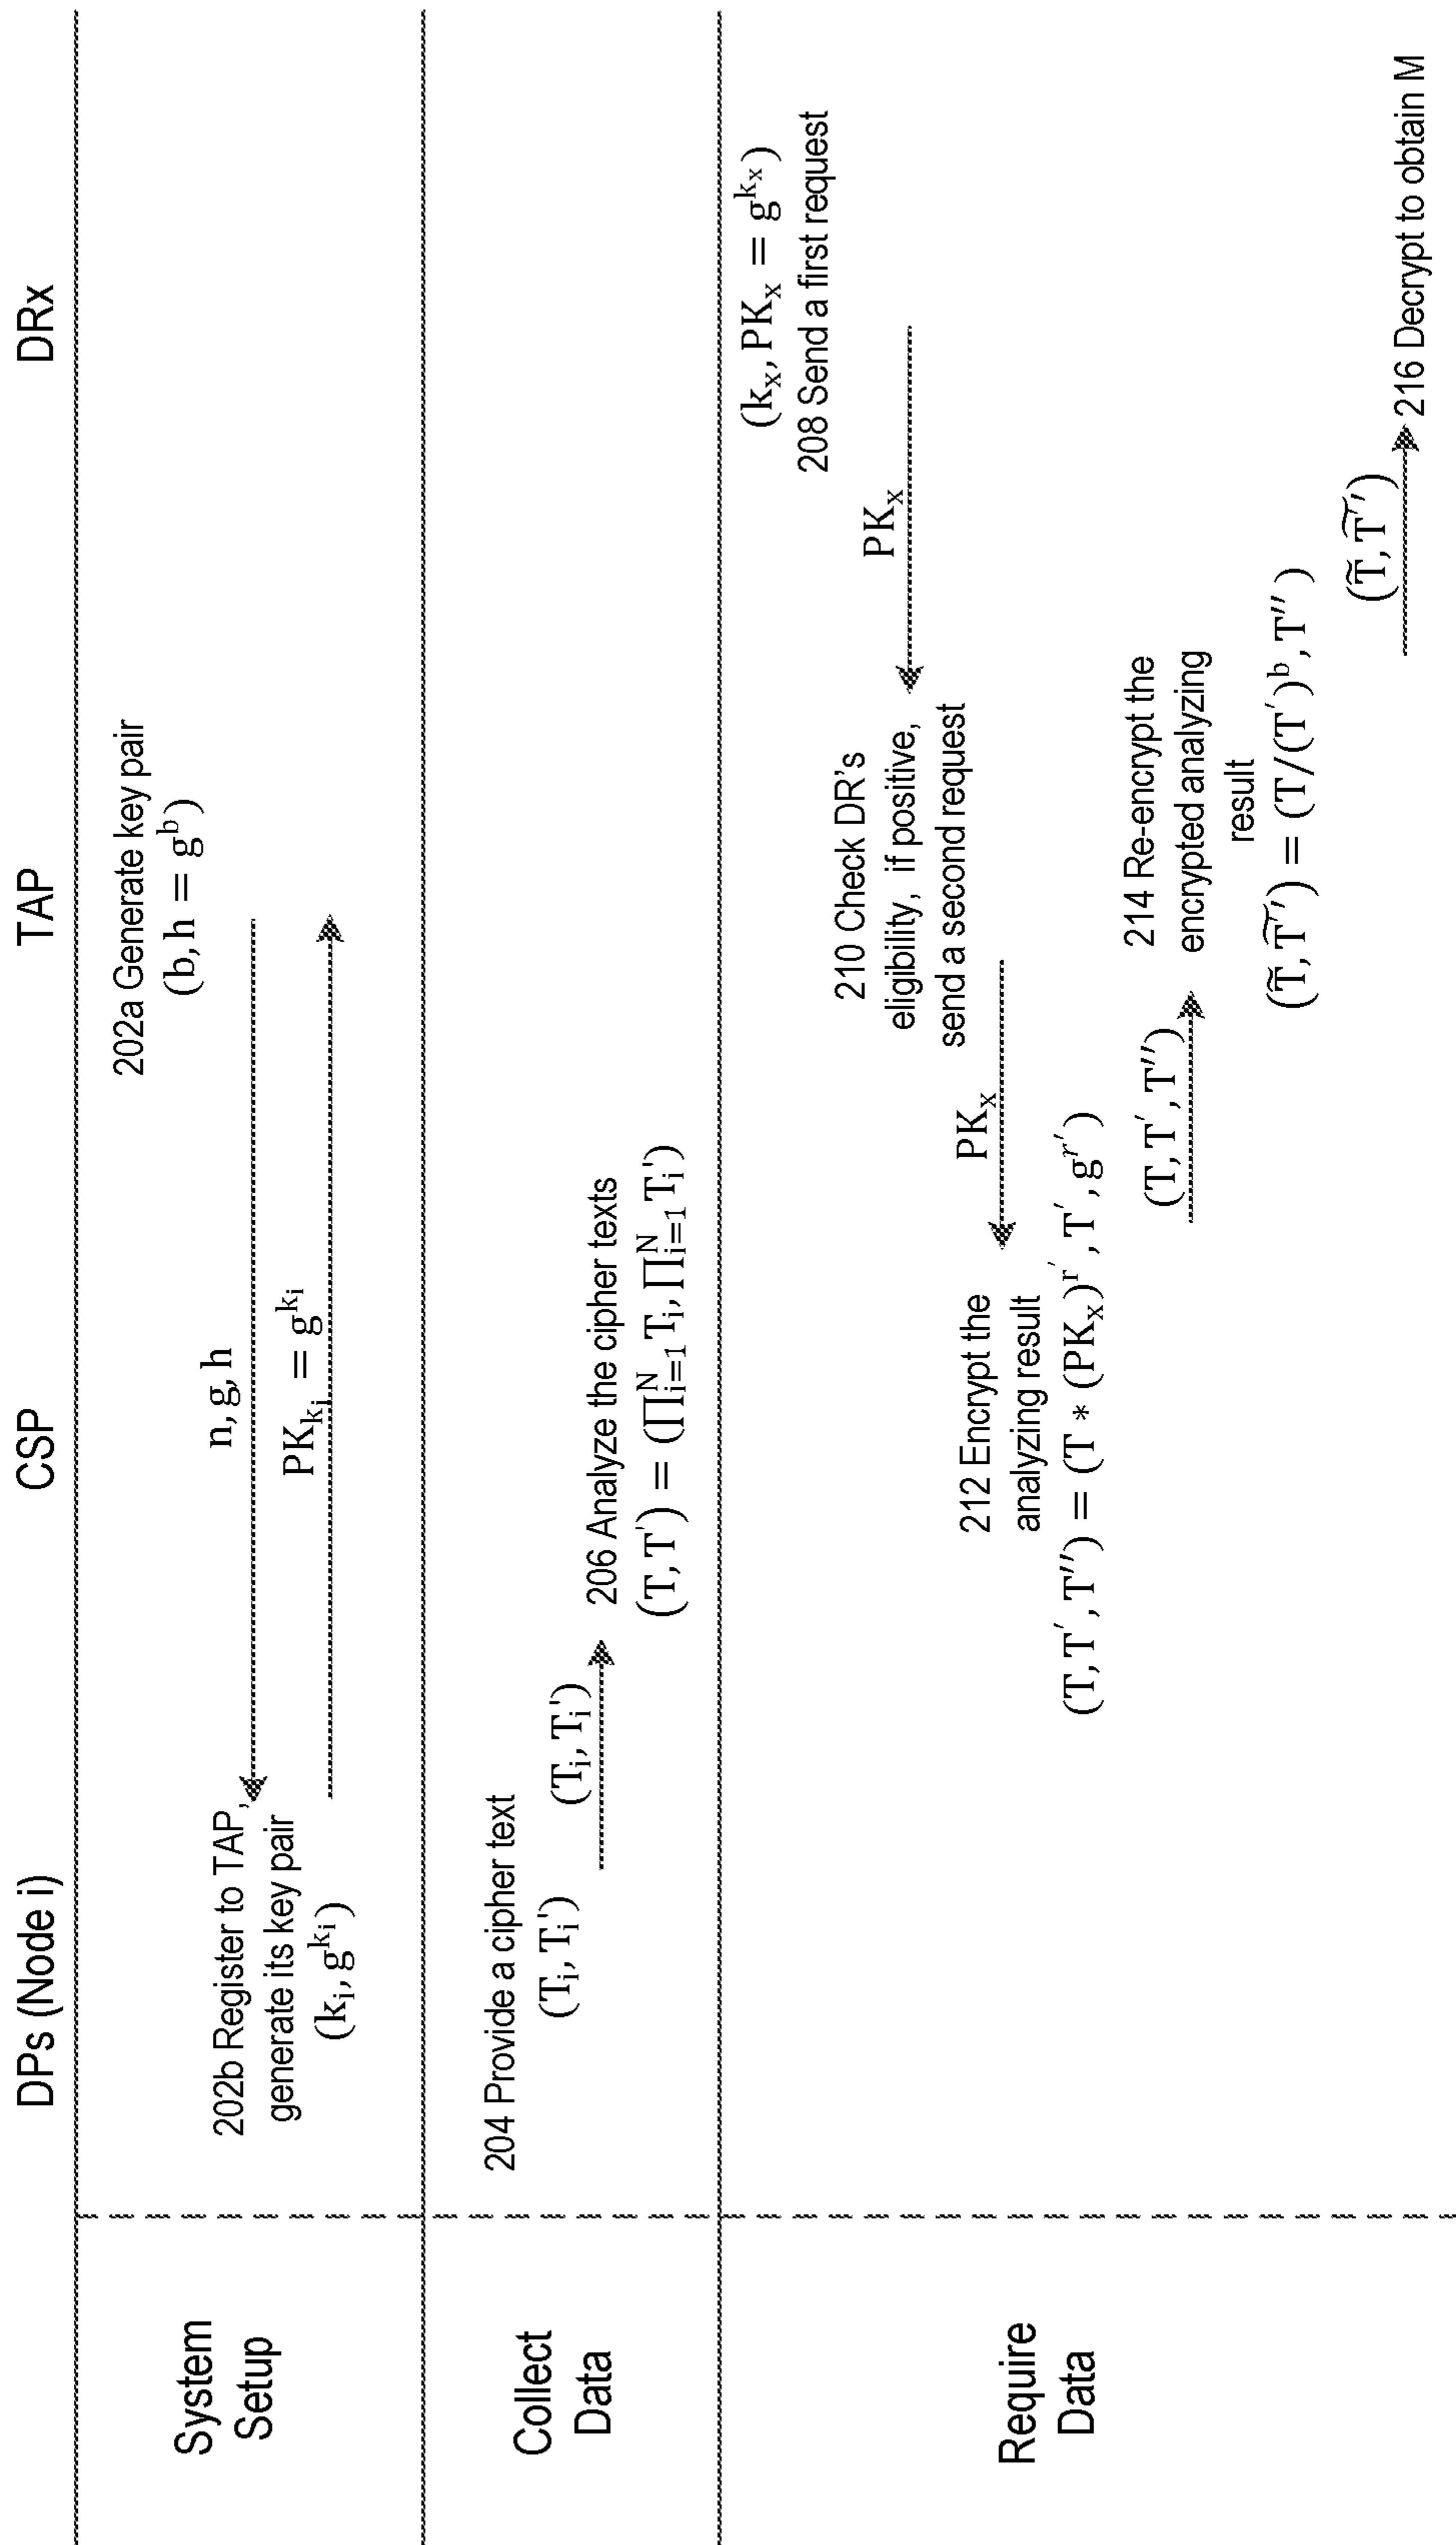 DPs (Node i)
CSP
TAP
DRx
System
Setup
202a Generate key pair
(b, h = g^b)
n, g, h
202b Register to TAP,
generate its key pair
(k_i, g^{k_i})
PK_{k_i} = g^{k_i}
Collect
Data
204 Provide a cipher text
(T_i, T_i')
(T_i, T_i')
206 Analyze the cipher texts
(T, T') = (∏_{i=1}^N T_i, ∏_{i=1}^N T_i')
Require
Data
(k_x, PK_x = g^{k_x})
208 Send a first request
PK_x
210 Check DR's
eligibility, if positive,
send a second request
PK_x
212 Encrypt the
analyzing result
(T, T', T'') = (T * (PK_x)^{r'}, T', g^{r'})
(T, T', T'')
214 Re-encrypt the
encrypted analyzing
result
(T̃, T̃') = (T/(T')^b, T'')
(T̃, T̃')
216 Decrypt to obtain M